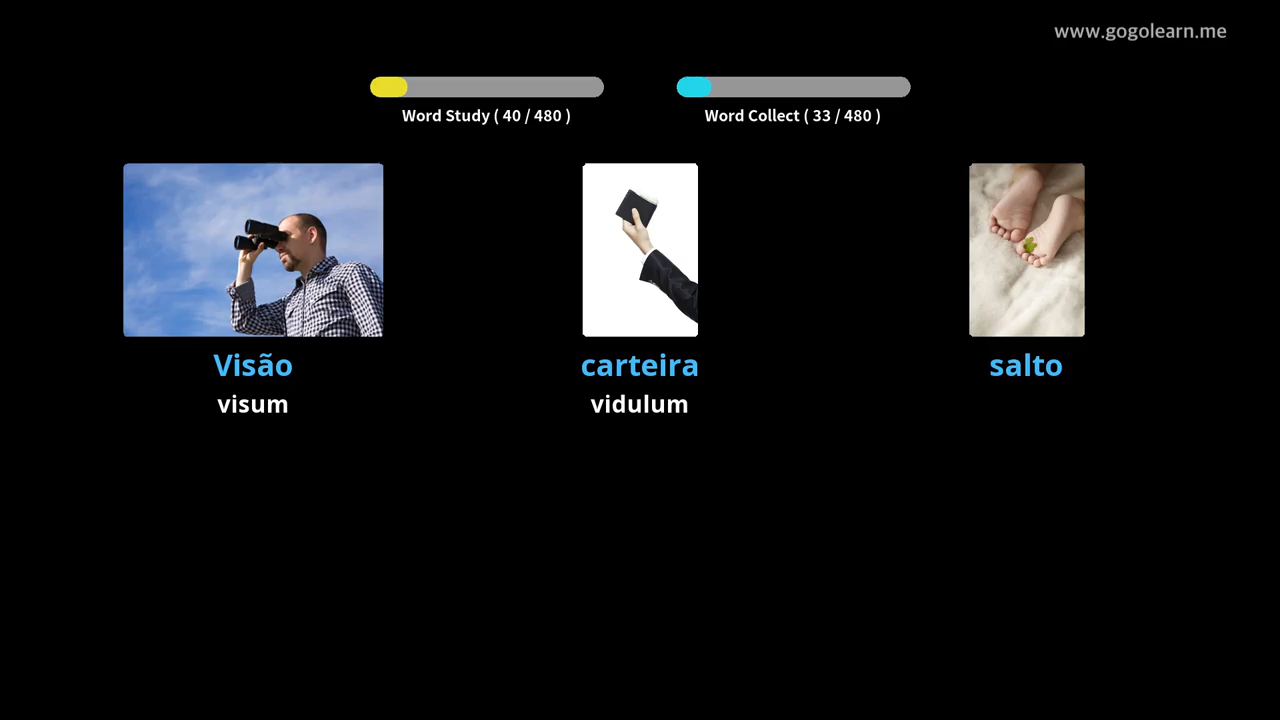 www.gogolearn.me
Word Study ( 40 / 480 )
Word Collect ( 33 / 480 )
Visão
visum
carteira
vidulum
salto